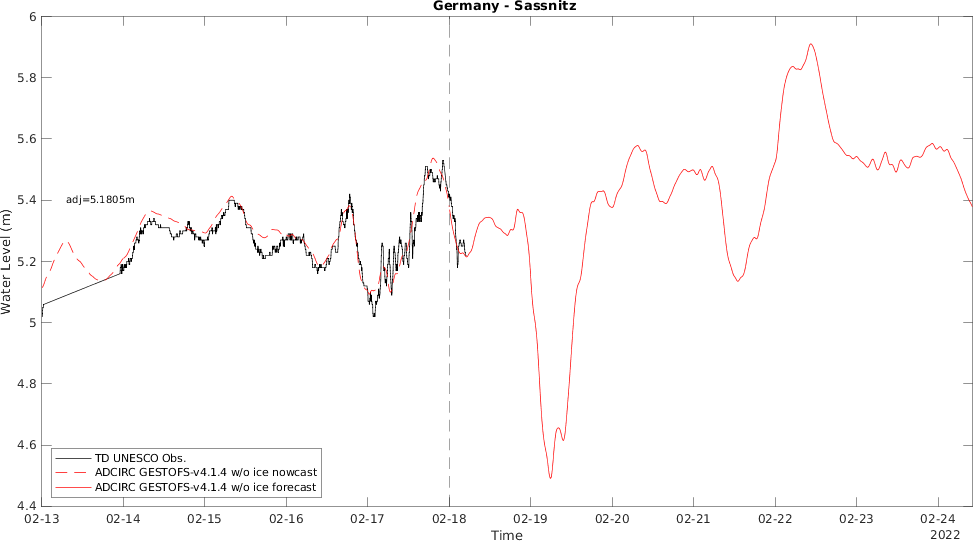 Germany - Sassnitz
6
5.8
5.6
5.4
5.2
5
4.8
4.6
4.4
Water Level (m)
adj=5.1805m
TD UNESCO Obs.
ADCIRC GESTOFS-v4.1.4 w/o ice nowcast
ADCIRC GESTOFS-v4.1.4 w/o ice forecast
02-13 02-14 02-15 02-16 02-17 02-18 02-19 02-20 02-21 02-22 02-23 02-24
Time
2022